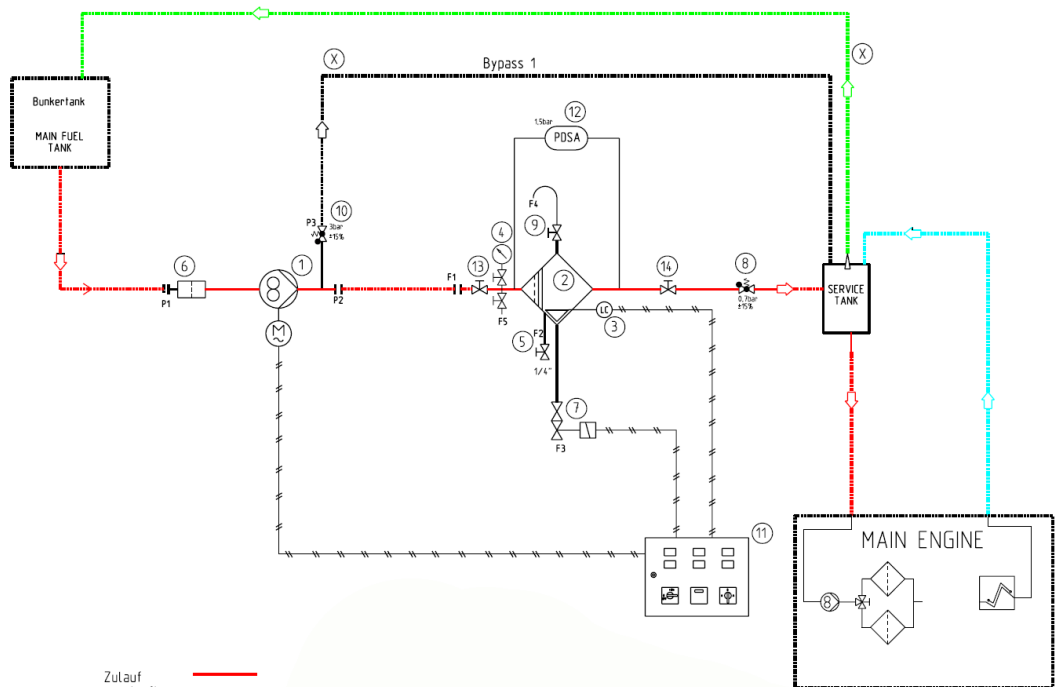 X
X
Bypass 1
Bunkertank
MAIN FUEL
TANK
12
1,5bar
PDSA
F4
9
10
P3
3bar
±15%
4
6
1
13
2
14
8
F1
P1
P2
F5
0,7bar
±15%
SERVICE
TANK
LC
3
F2
5
1/4"
M
7
F3
11
MAIN ENGINE
Zulauf